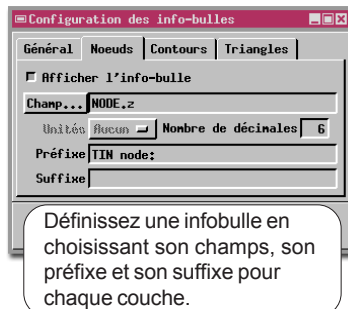 Configuration des info-bulles
Général Noeuds Contours Triangles
Afficher l'info-bulle
Champ... NODE.z
Unités Aucun Nombre de décimales 6
Préfixe TIN node:
Suffixe
Définissez une infobulle en
choisissant son champs, son
préfixe et son suffixe pour
chaque couche.